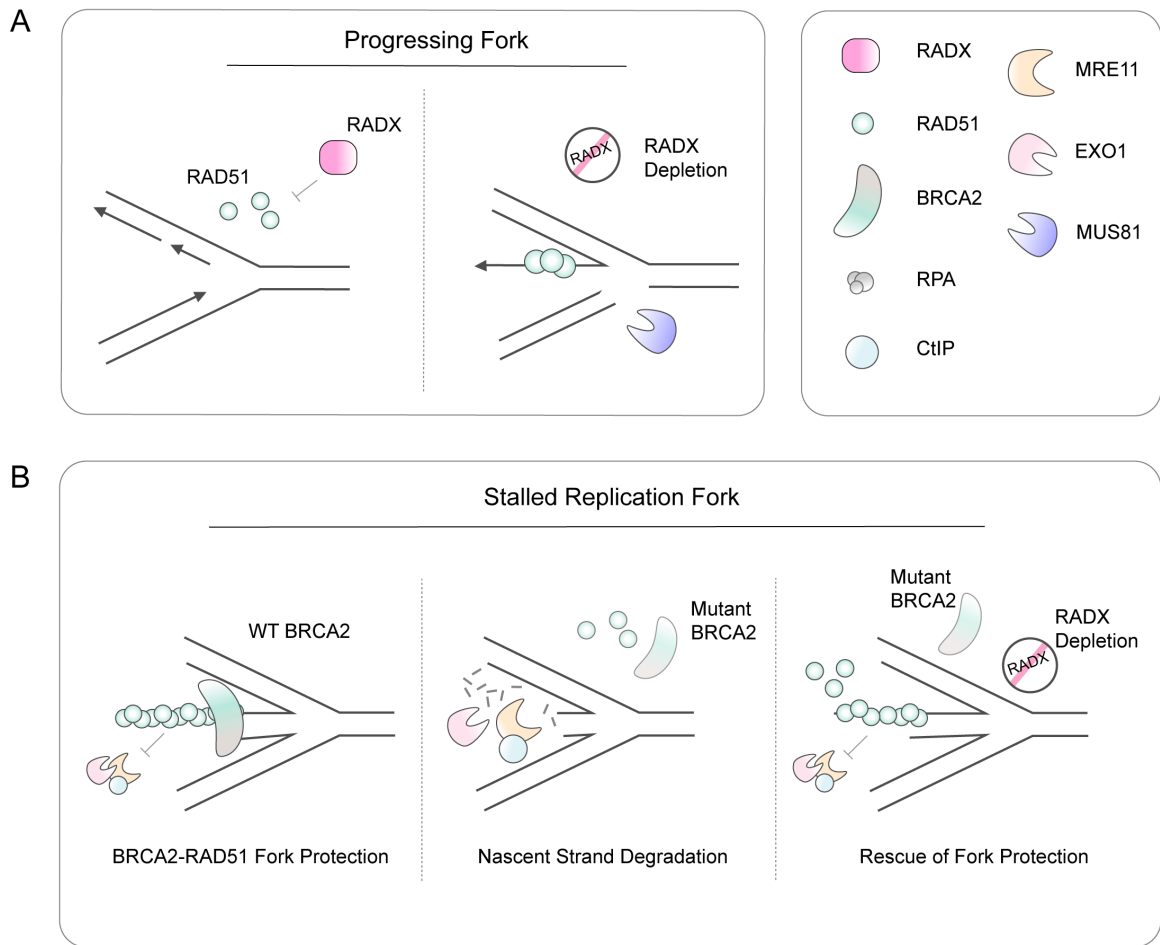 A
Progressing Fork
RADX
RAD51
RADX
RADX
Depletion
RADX
RAD51
BRCA2
RPA
CtIP
MRE11
EXO1
MUS81
B
Stalled Replication Fork
WT BRCA2
BRCA2-RAD51 Fork Protection
Mutant
BRCA2
Nascent Strand Degradation
Mutant
BRCA2
RADX
Depletion
RADX
Rescue of Fork Protection